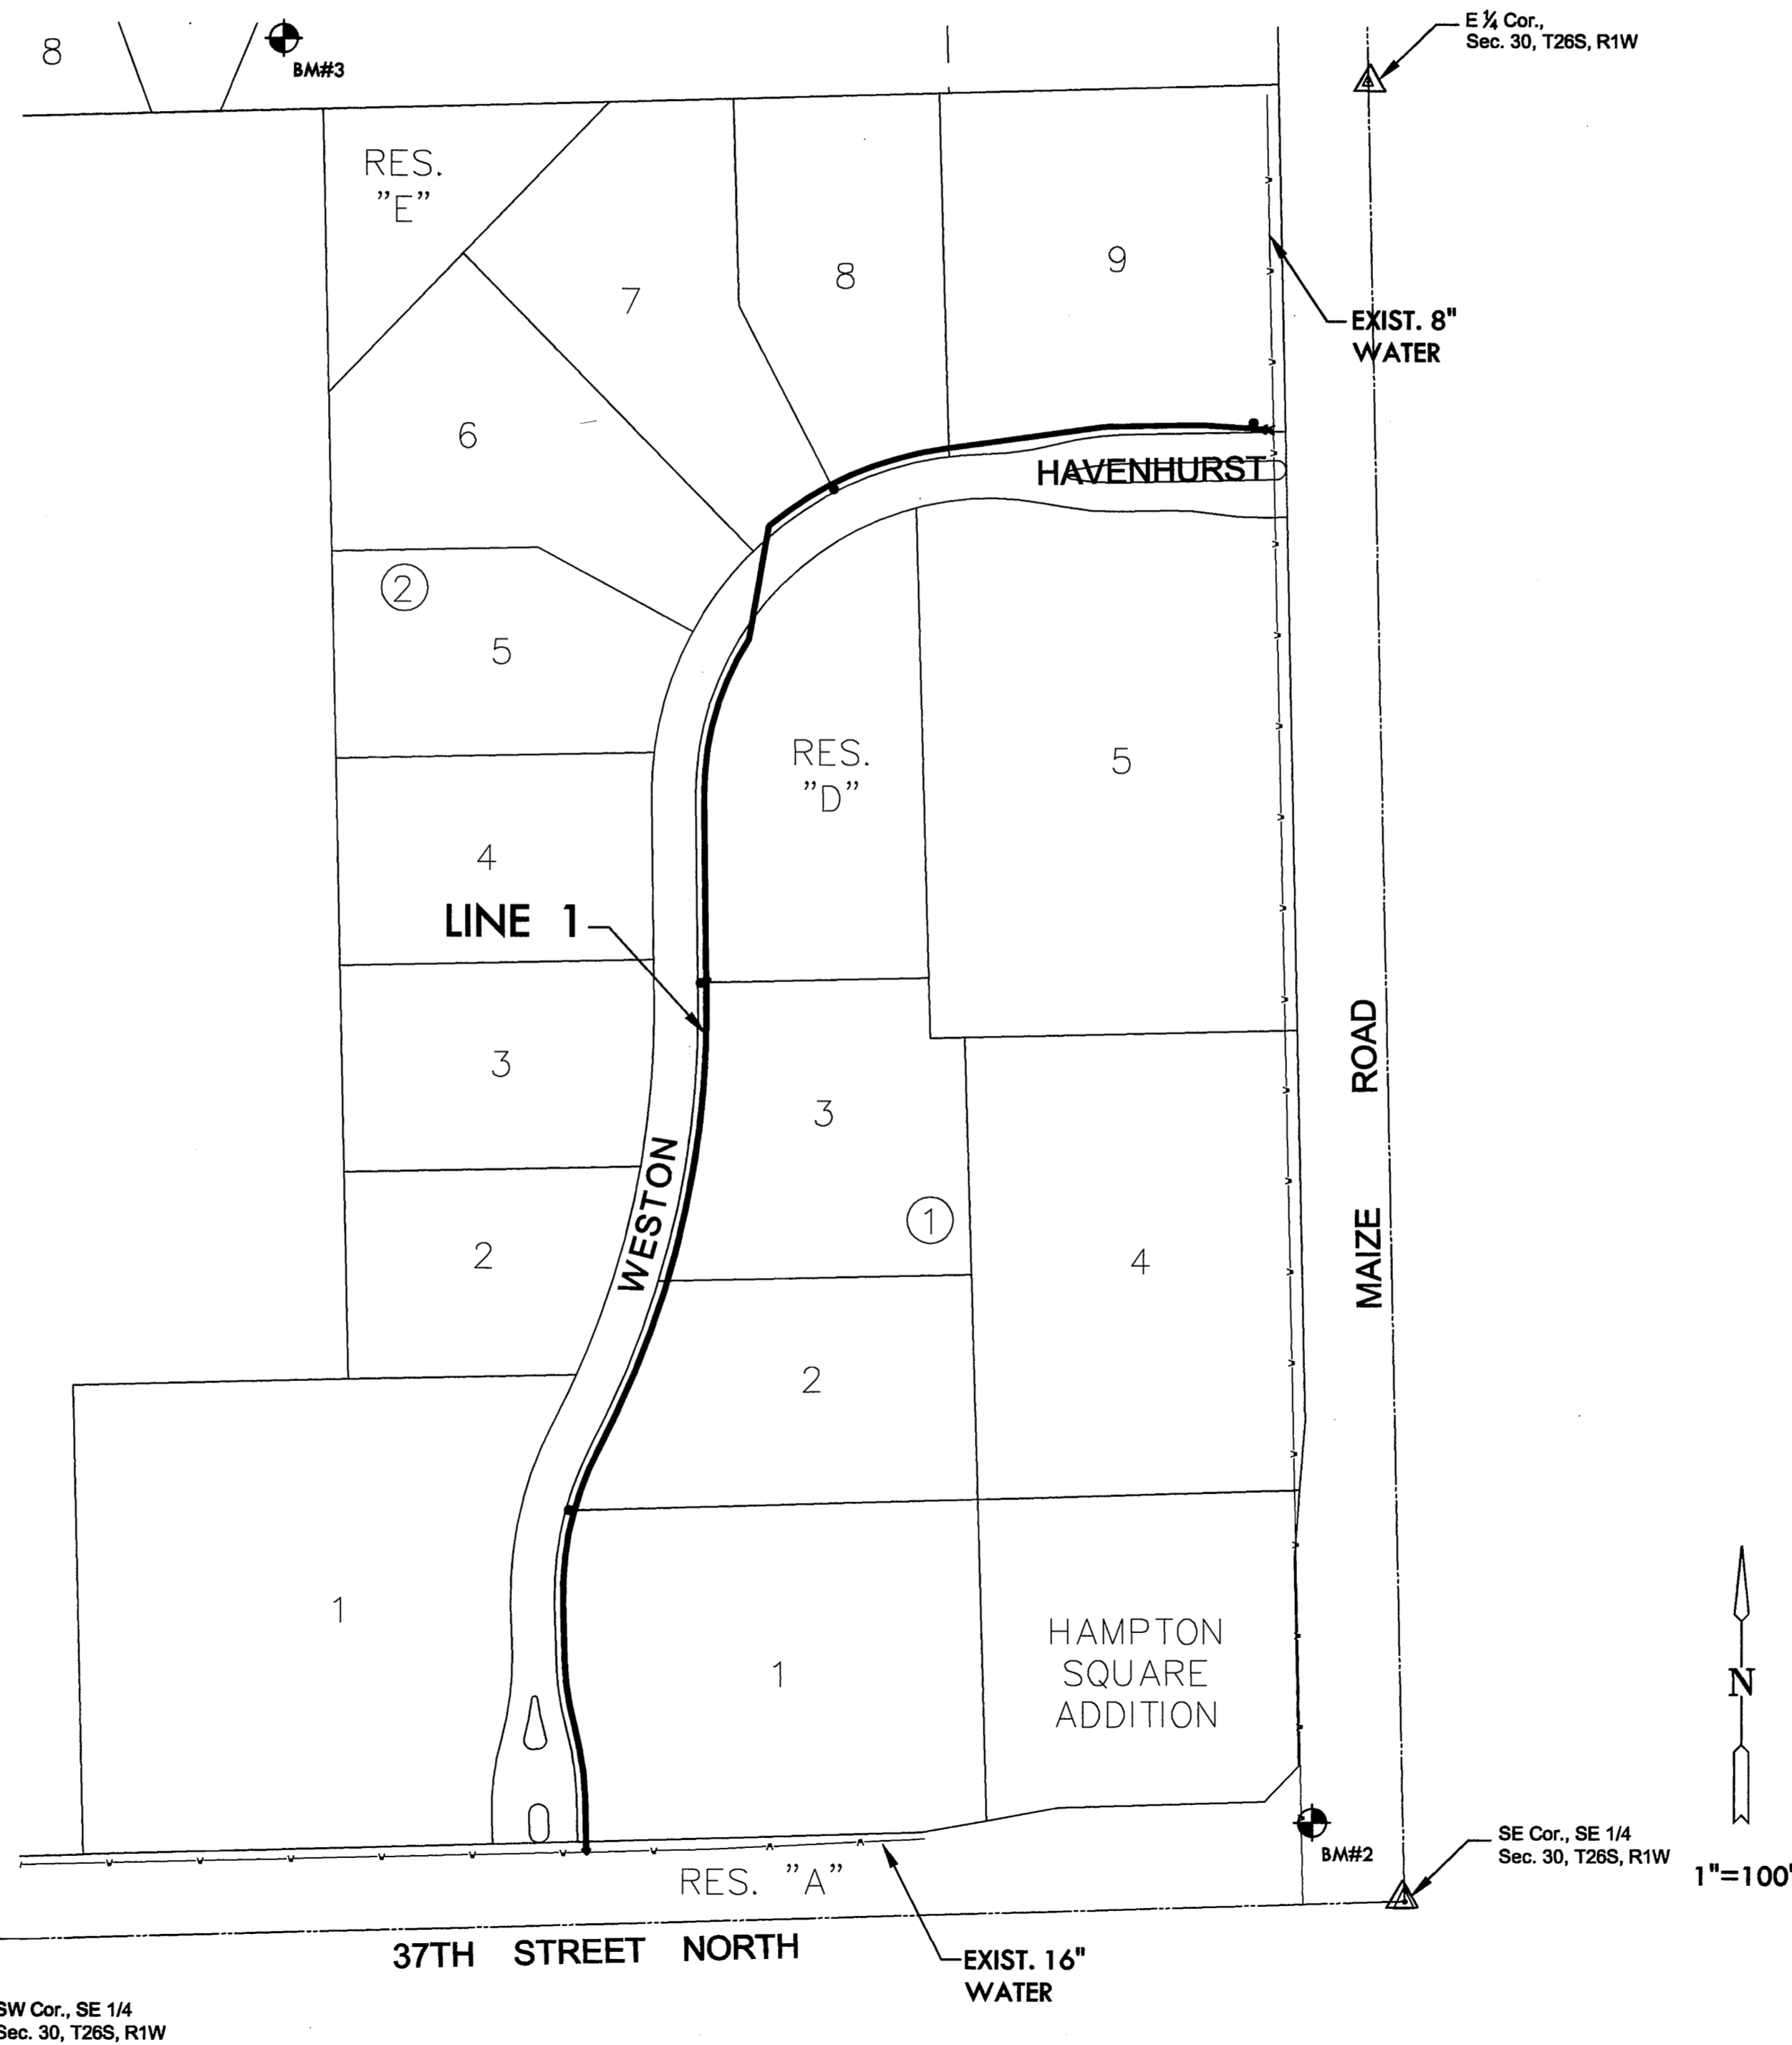 E ¼ Cor.,
Sec. 30, T26S, R1W
8
BM#3
RES.
"E"
9
8
7
EXIST. 8"
WATER
6
HAVENHURST
2
5
RES.
"D"
5
4
LINE 1
3
3
MAIZE ROAD
WESTON
1
2
4
2
1
HAMPTON
SQUARE
ADDITION
1
N
BM#2
SE Cor., SE 1/4
Sec. 30, T26S, R1W
1"=100'
RES. "A"
37TH STREET NORTH
EXIST. 16"
WATER
SW Cor., SE 1/4
Sec. 30, T26S, R1W